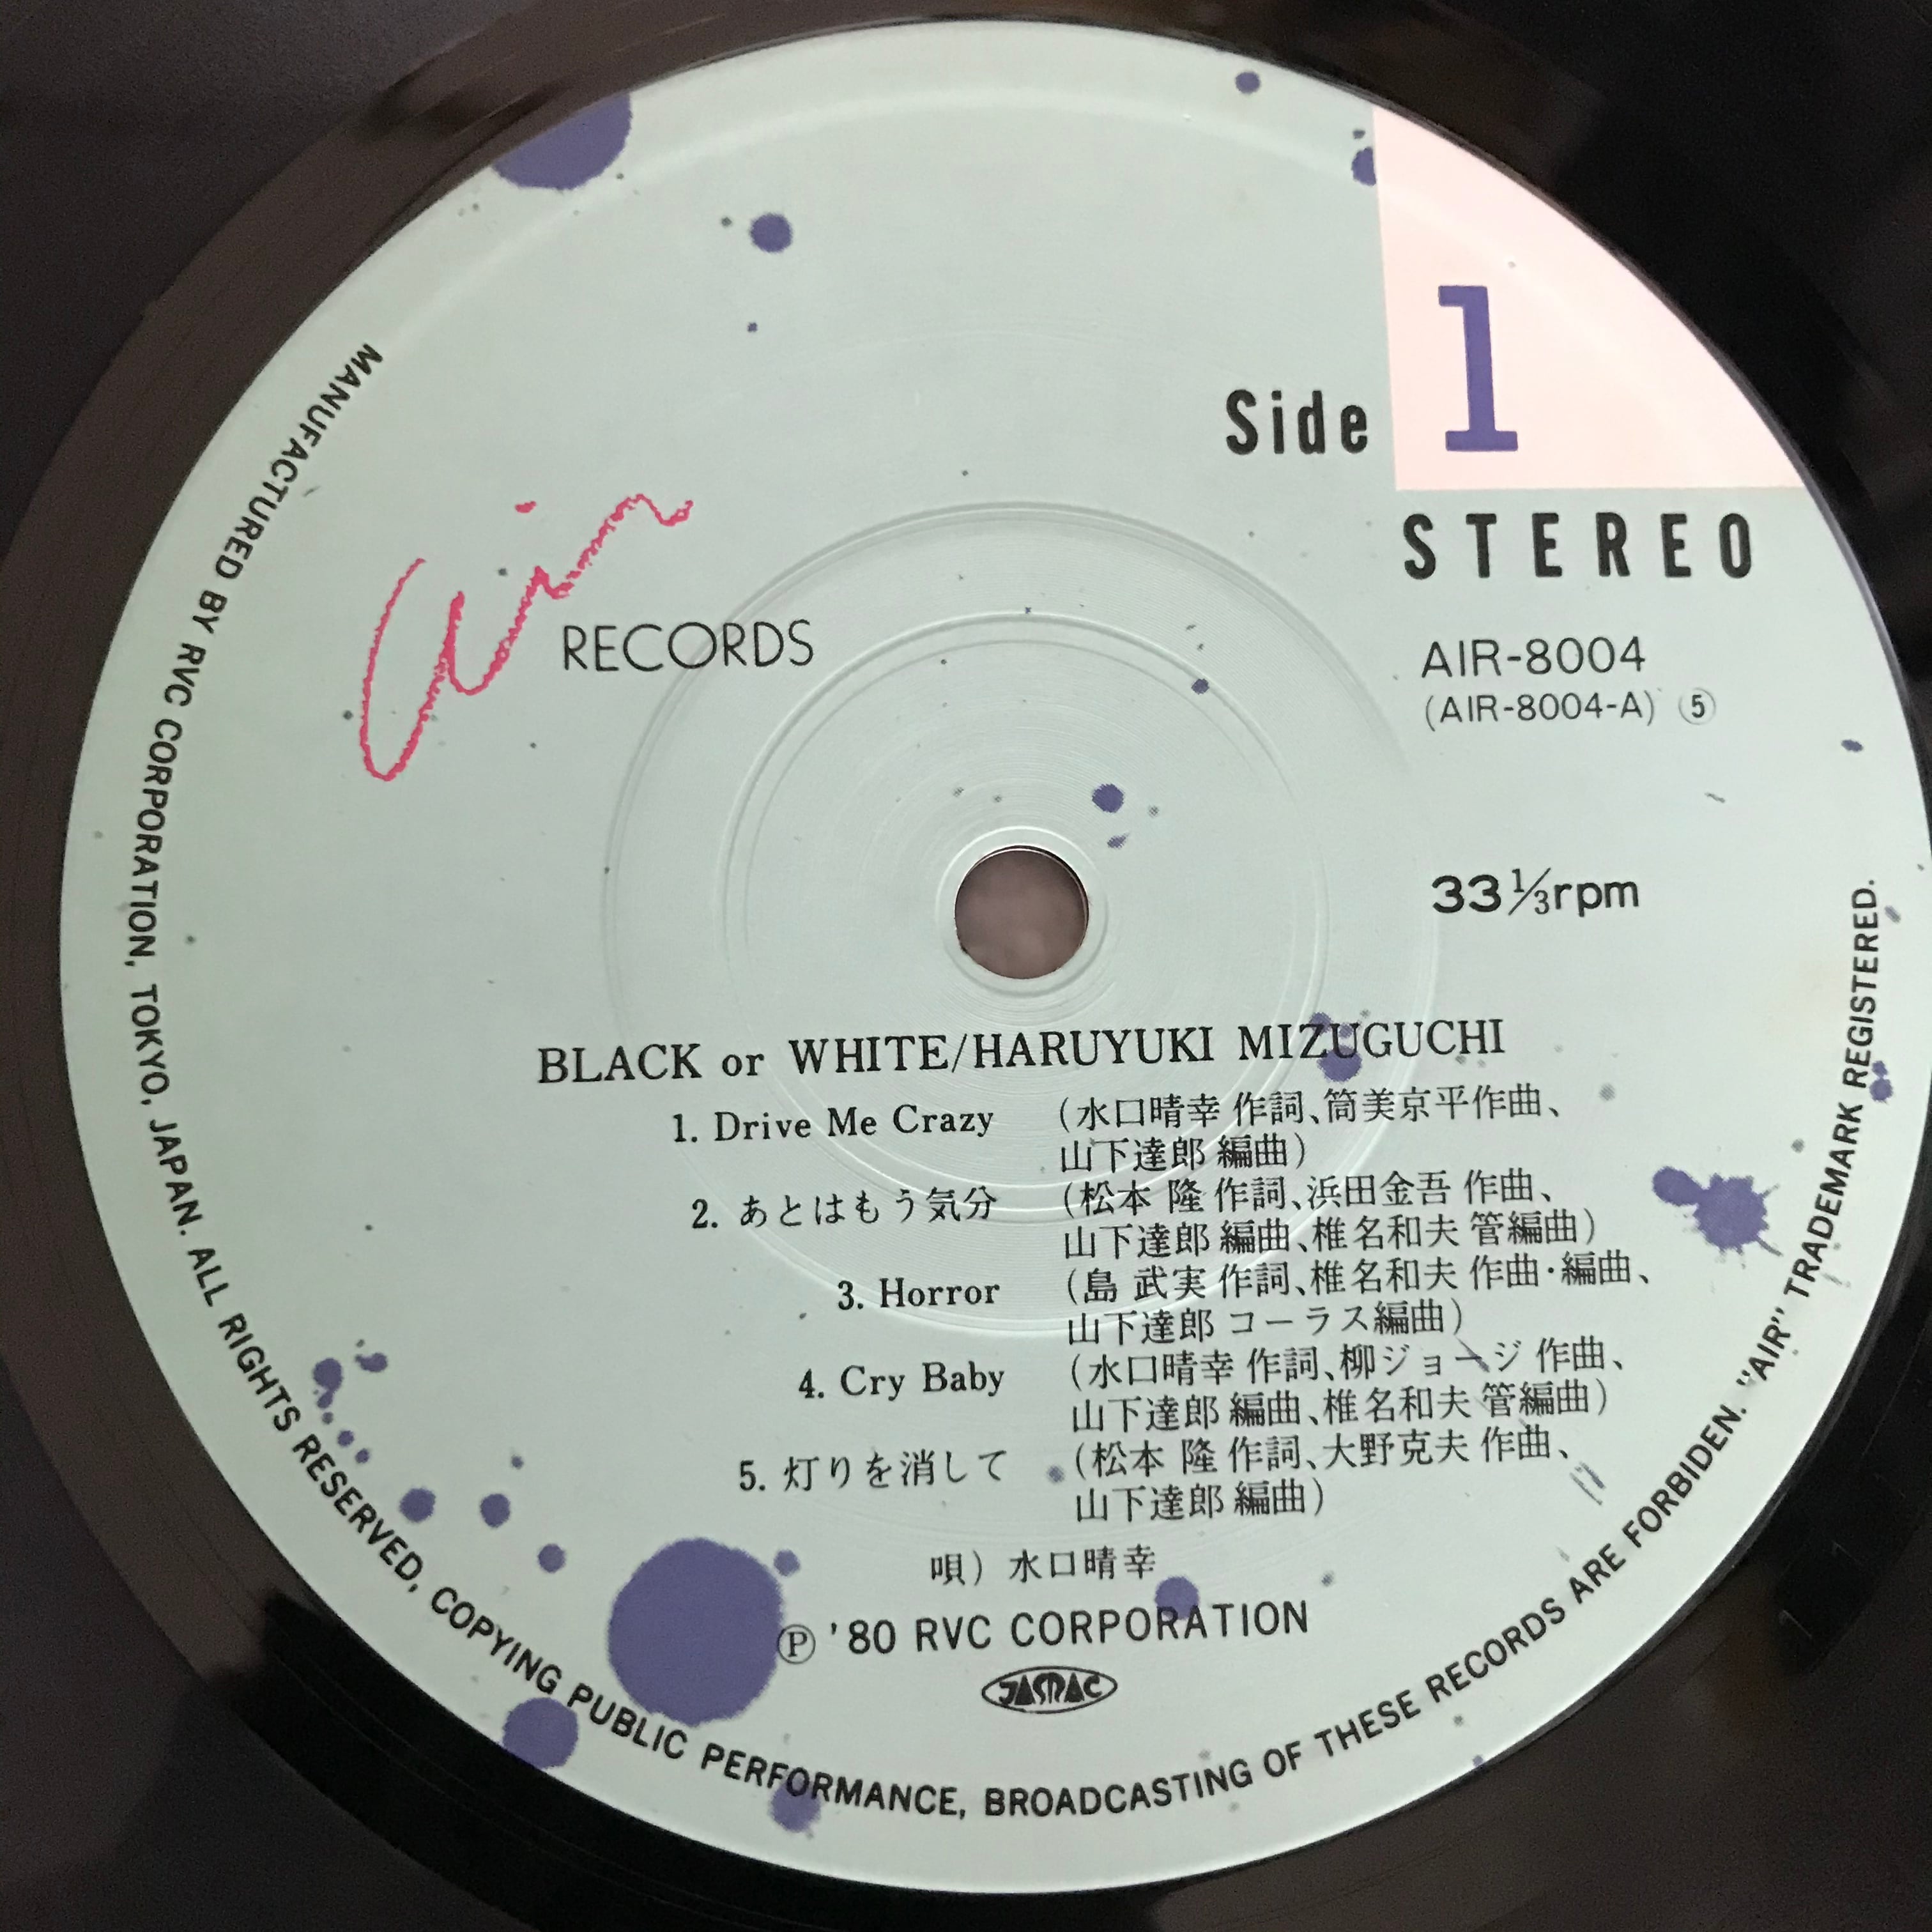 Side 1
STEREO
Air
RECORDS
AIR-8004
(AIR-8004-A) ⑤
33⅓rpm
BLACK or WHITE/HARUYUKI MIZUGUCHI
1. Drive Me Crazy (水口晴幸 作詞、筒美京平作曲、
山下達郎 編曲)
2. あとはもう気分 (松本 隆 作詞、浜田金吾 作曲、
山下達郎 編曲、椎名和夫 管編曲)
3. Horror (島 武実 作詞、椎名和夫 作曲・編曲、
山下達郎 コーラス編曲)
4. Cry Baby (水口晴幸 作詞、柳ジョージ 作曲、
山下達郎 編曲、椎名和夫 管編曲)
5. 灯りを消して (松本 隆 作詞、大野克夫 作曲、
山下達郎 編曲)
唄) 水口晴幸
Ⓟ '80 RVC CORPORATION
JASRAC
MANUFACTURED BY RVC CORPORATION, TOKYO, JAPAN. ALL RIGHTS RESERVED, COPYING PUBLIC PERFORMANCE, BROADCASTING OF THESE RECORDS ARE FORBIDEN. "AIR" TRADEMARK REGISTERED.